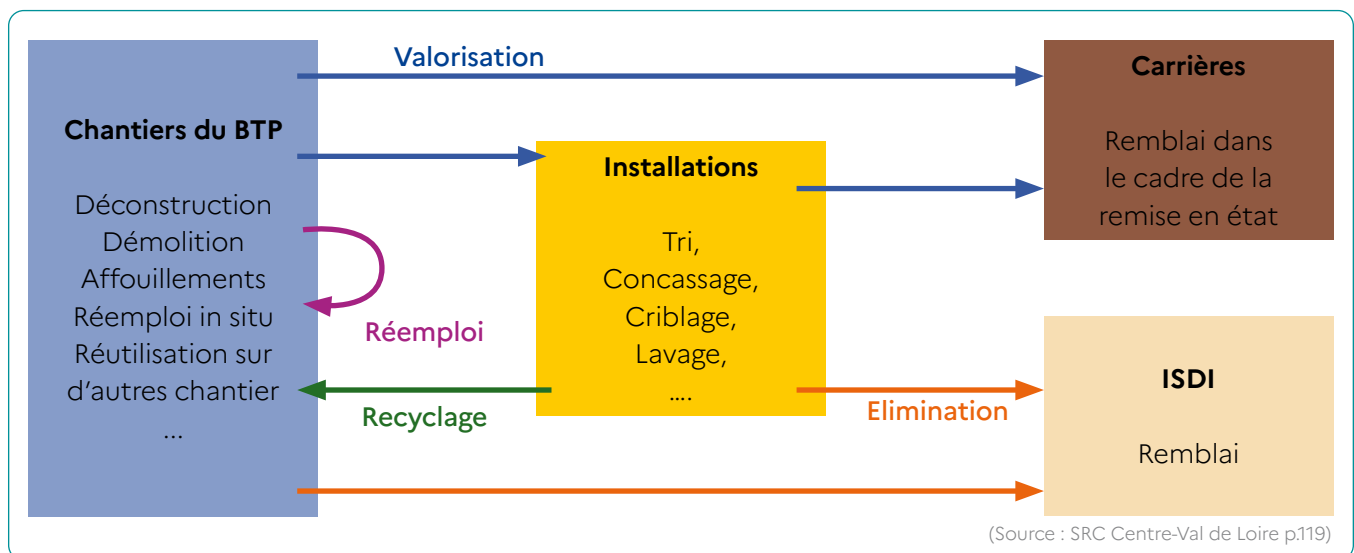 Valorisation
Chantiers du BTP
Déconstruction
Démolition
Affouillements
Réemploi in situ
Réutilisation sur
d'autres chantier
...
Réemploi
Recyclage
Installations
Tri,
Concassage,
Criblage,
Lavage,
....
Elimination
Carrières
Remblai dans
le cadre de la
remise en état
ISDI
Remblai
(Source : SRC Centre-Val de Loire p.119)